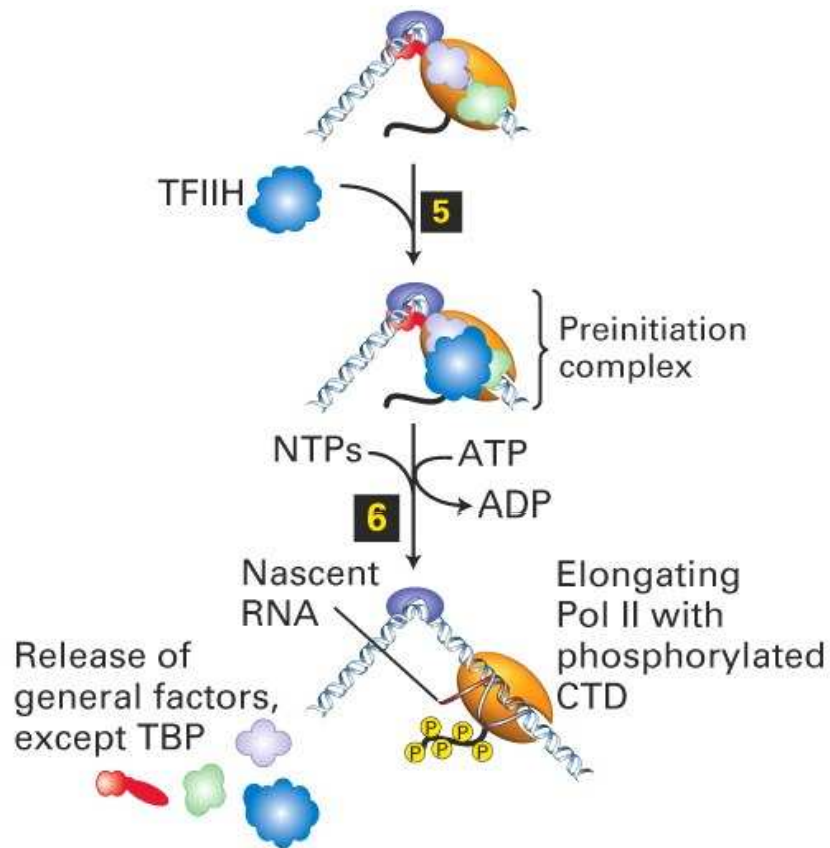 TFIIH
5
Preinitiation
complex
NTPs
ATP
ADP
6
Nascent
RNA
Elongating
Pol II with
phosphorylated
CTD
Release of
general factors,
except TBP
P
P
P
P
P
P